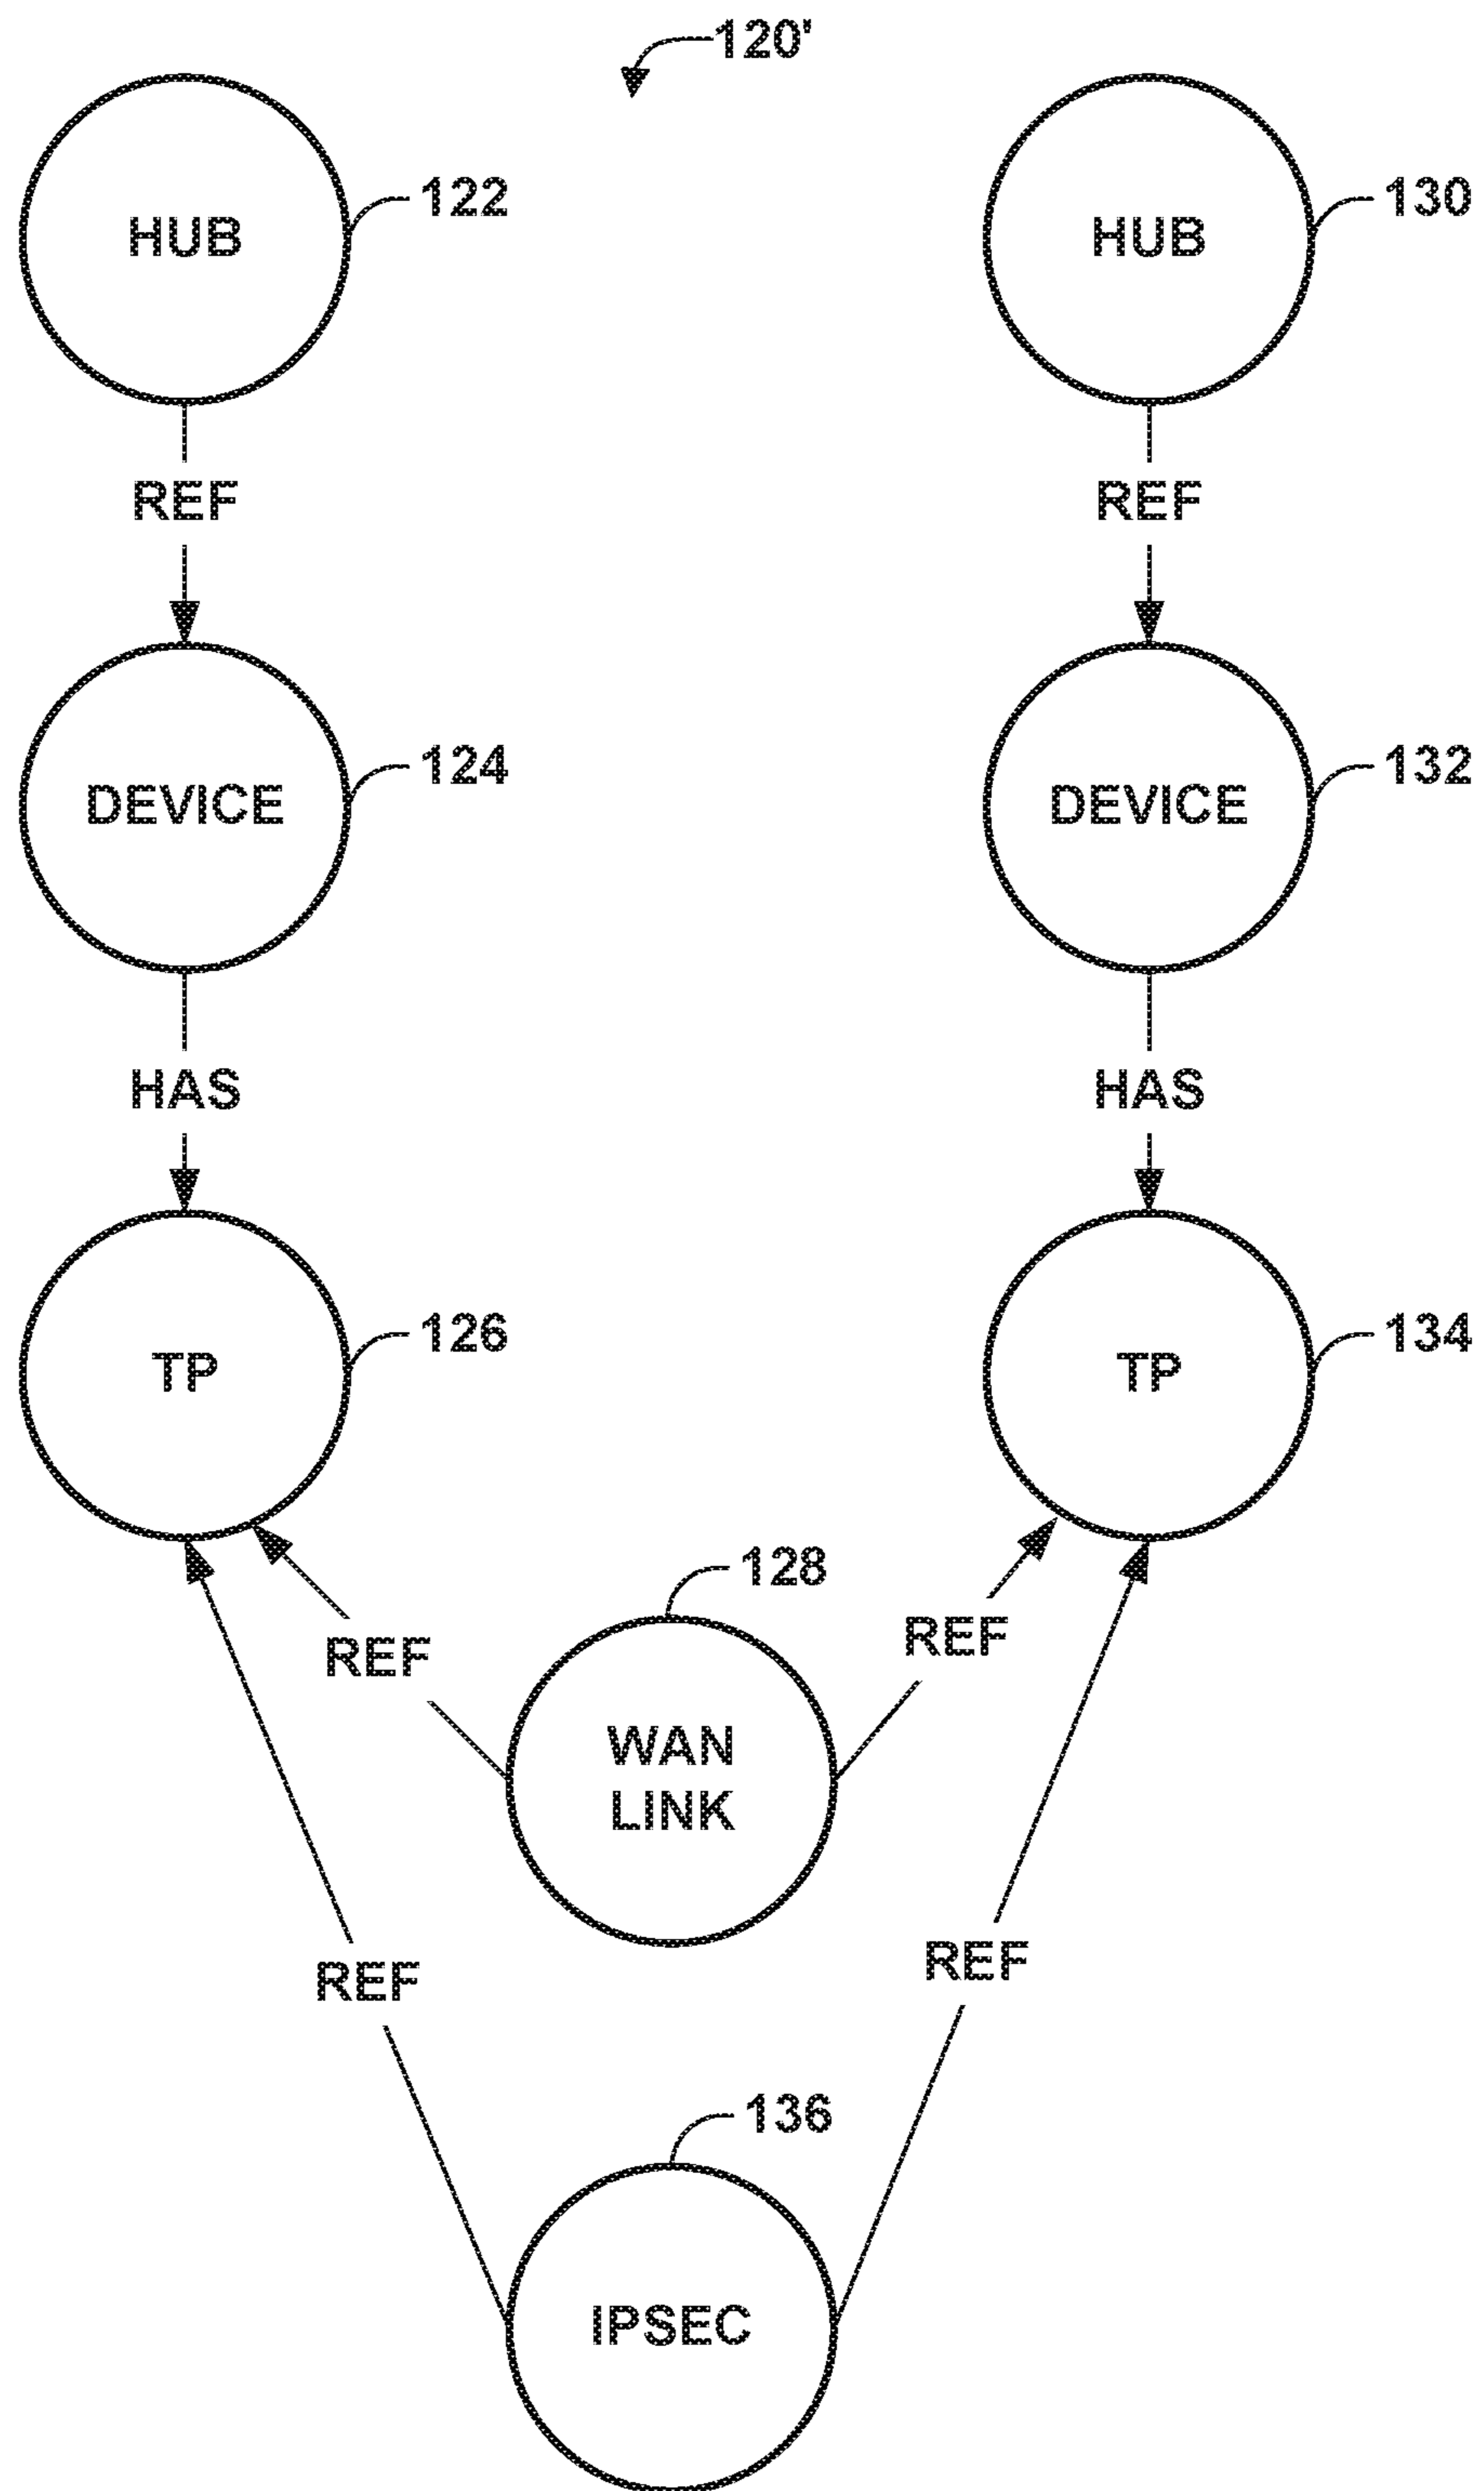 120'
122
130
HUB
HUB
REF
REF
124
132
DEVICE
DEVICE
HAS
HAS
126
134
TP
TP
128
REF
REF
WAN
LINK
REF
REF
136
IPSEC